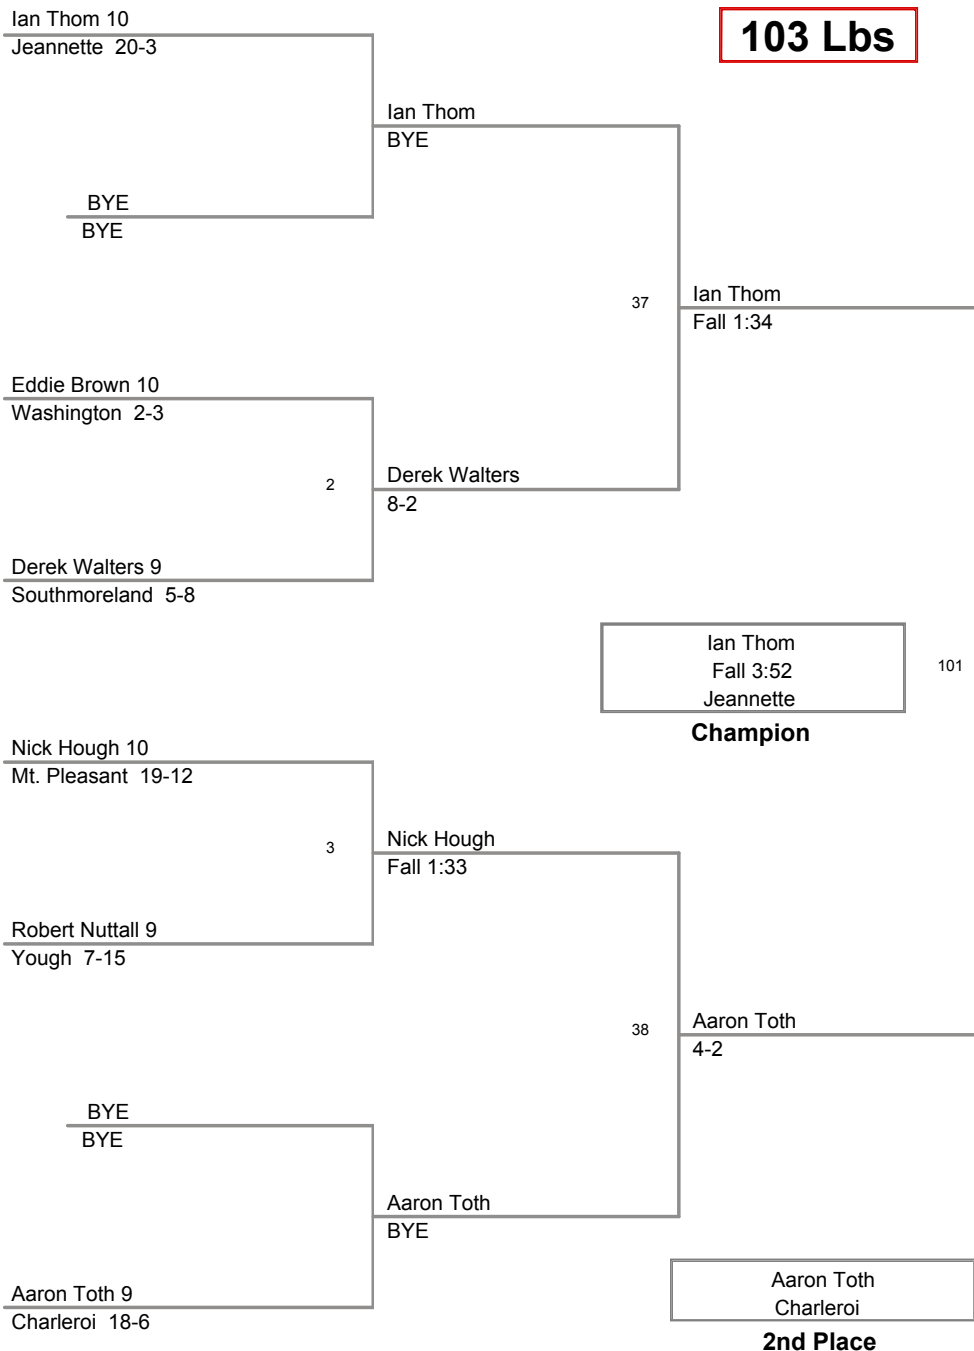 Ian Thom 10
Jeannette 20-3
103 Lbs
Ian Thom
BYE
BYE
BYE
37
Ian Thom
Fall 1:34
Eddie Brown 10
Washington 2-3
2
Derek Walters
8-2
Derek Walters 9
Southmoreland 5-8
Ian Thom
Fall 3:52
Jeannette
101
Champion
Nick Hough 10
Mt. Pleasant 19-12
3
Nick Hough
Fall 1:33
Robert Nuttall 9
Yough 7-15
38
Aaron Toth
4-2
BYE
BYE
Aaron Toth
BYE
Aaron Toth 9
Charleroi 18-6
Aaron Toth
Charleroi
2nd Place